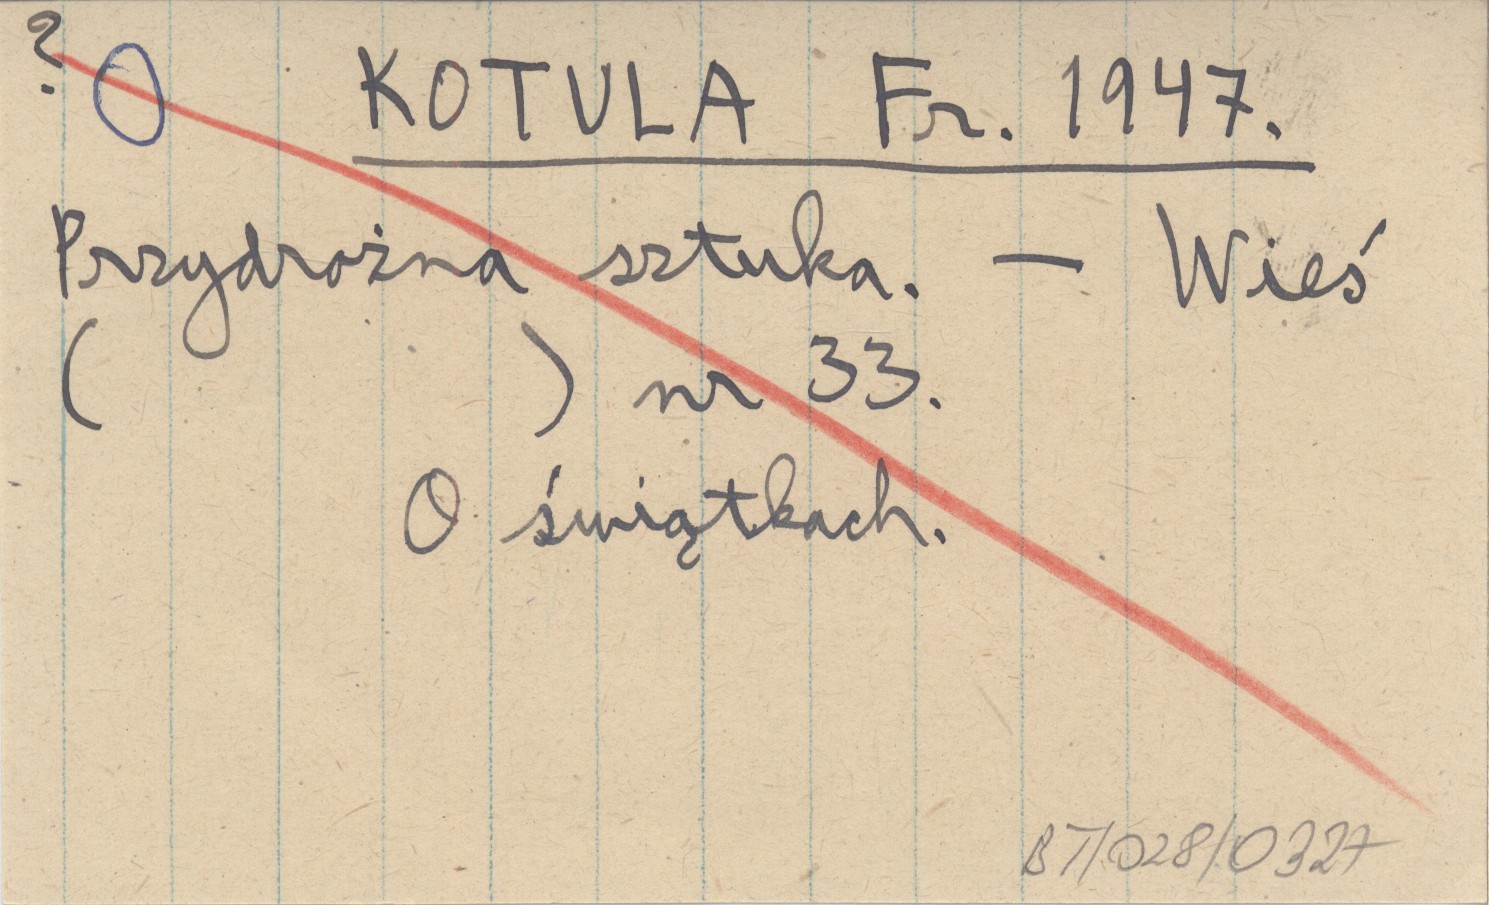 ? O KOTULA Fr. 1947.
Przydrożna sztuka. — Wieś
( ) nr 33.
O świątkach.
BT/028/0327